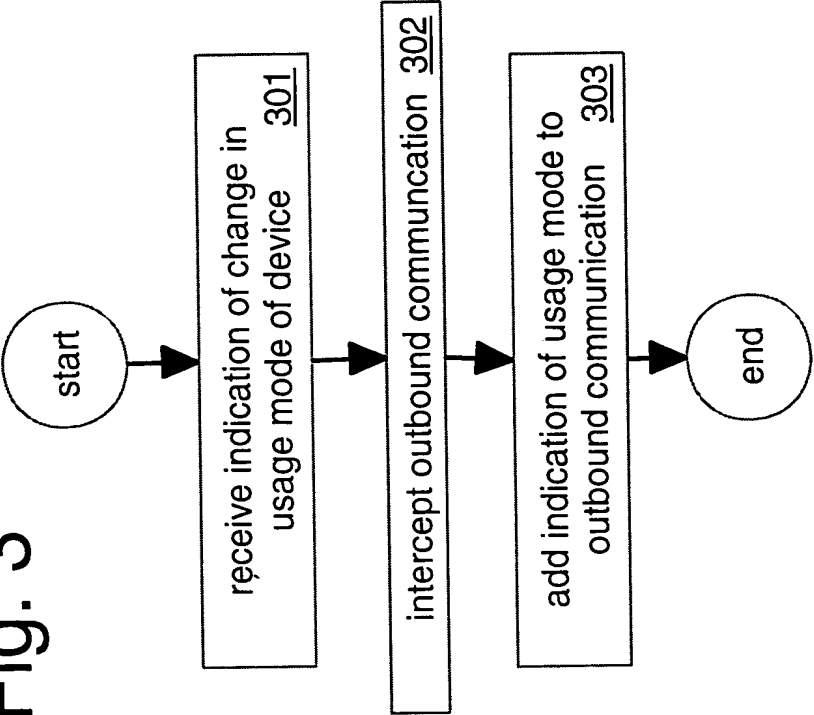 Fig. 3
start
receive indication of change in
usage mode of device 301
intercept outbound communcation 302
add indication of usage mode to
outbound communication 303
end